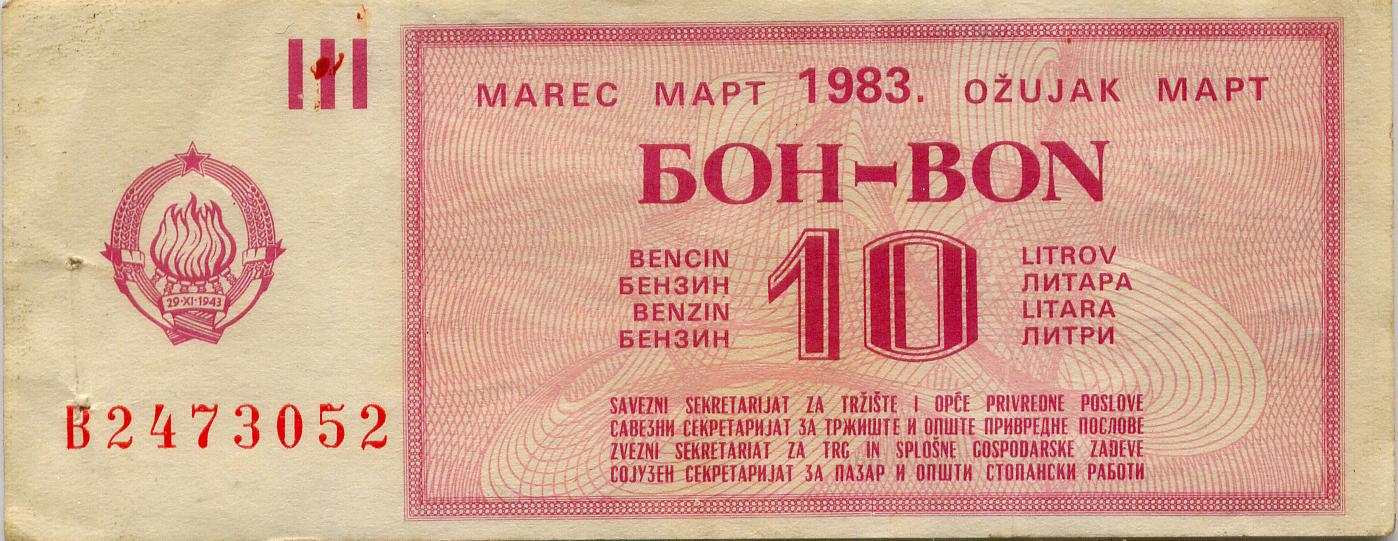 III
MAREC МАРТ 1983. OŽUJAK МАРТ
БОН-BON
BENCIN
БЕНЗИН
BENZIN
БЕНЗИН
10
LITROV
ЛИТАРА
LITARA
ЛИТРИ
29·XI·1943
B2473052
SAVEZNI SEKRETARIJAT ZA TRŽIŠTE I OPĆE PRIVREDNE POSLOVE
САВЕЗНИ СЕКРЕТАРИЈАТ ЗА ТРЖИШТЕ И ОПШТЕ ПРИВРЕДНЕ ПОСЛОВЕ
ZVEZNI SEKRETARIAT ZA TRG IN SPLOŠNE GOSPODARSKE ZADEVE
СОЈУЗЕН СЕКРЕТАРИЈАТ ЗА ПАЗАР И ОПШТИ СТОПАНСКИ РАБОТИ